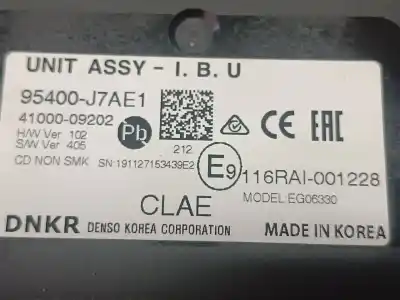 UNIT ASSY - I. B. U
95400-J7AE1
41000-09202
Pb
CE EAC
H/W Ver 102
S/W Ver 405
212
CD NON SMK SN 191127153439E2
E9 116RAI-001228
MODEL:EG06330
CLAE
DNKR DENSO KOREA CORPORATION MADE IN KOREA